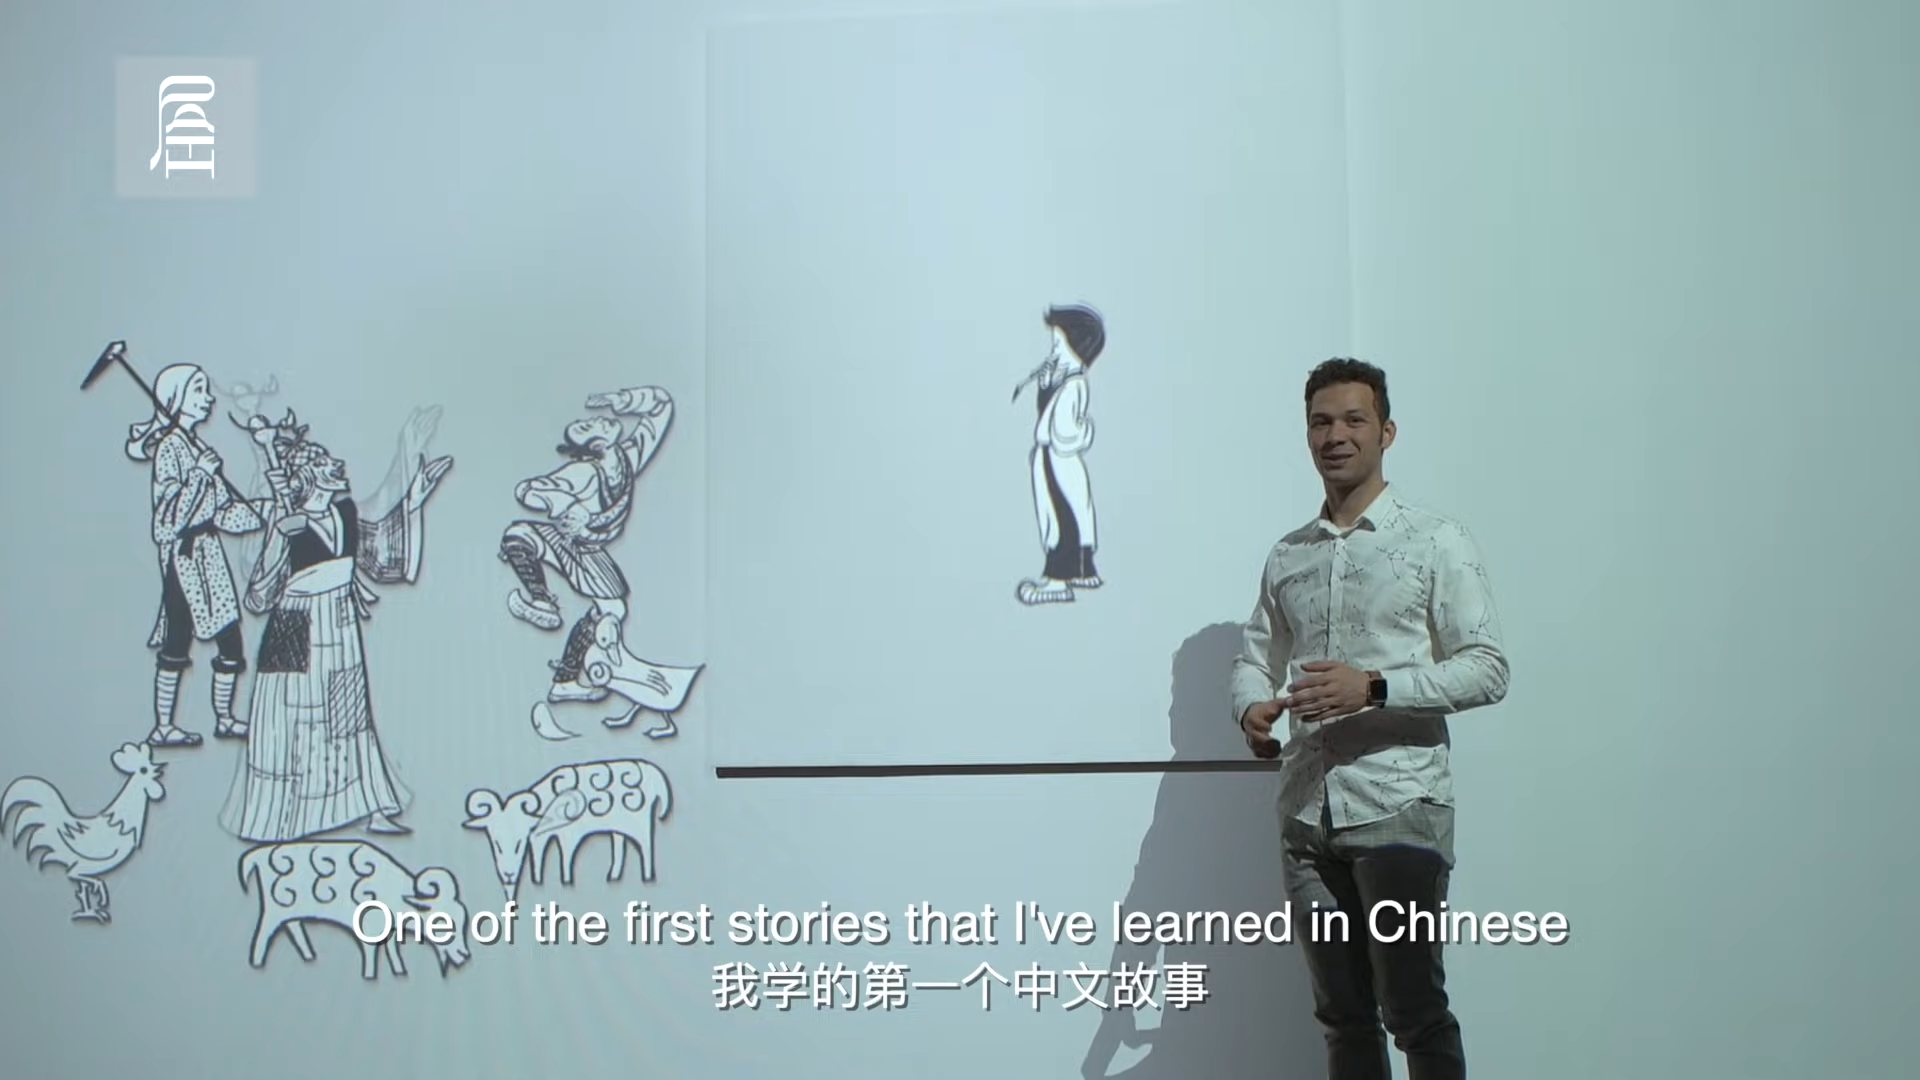 One of the first stories that I've learned in Chinese
我学的第一个中文故事